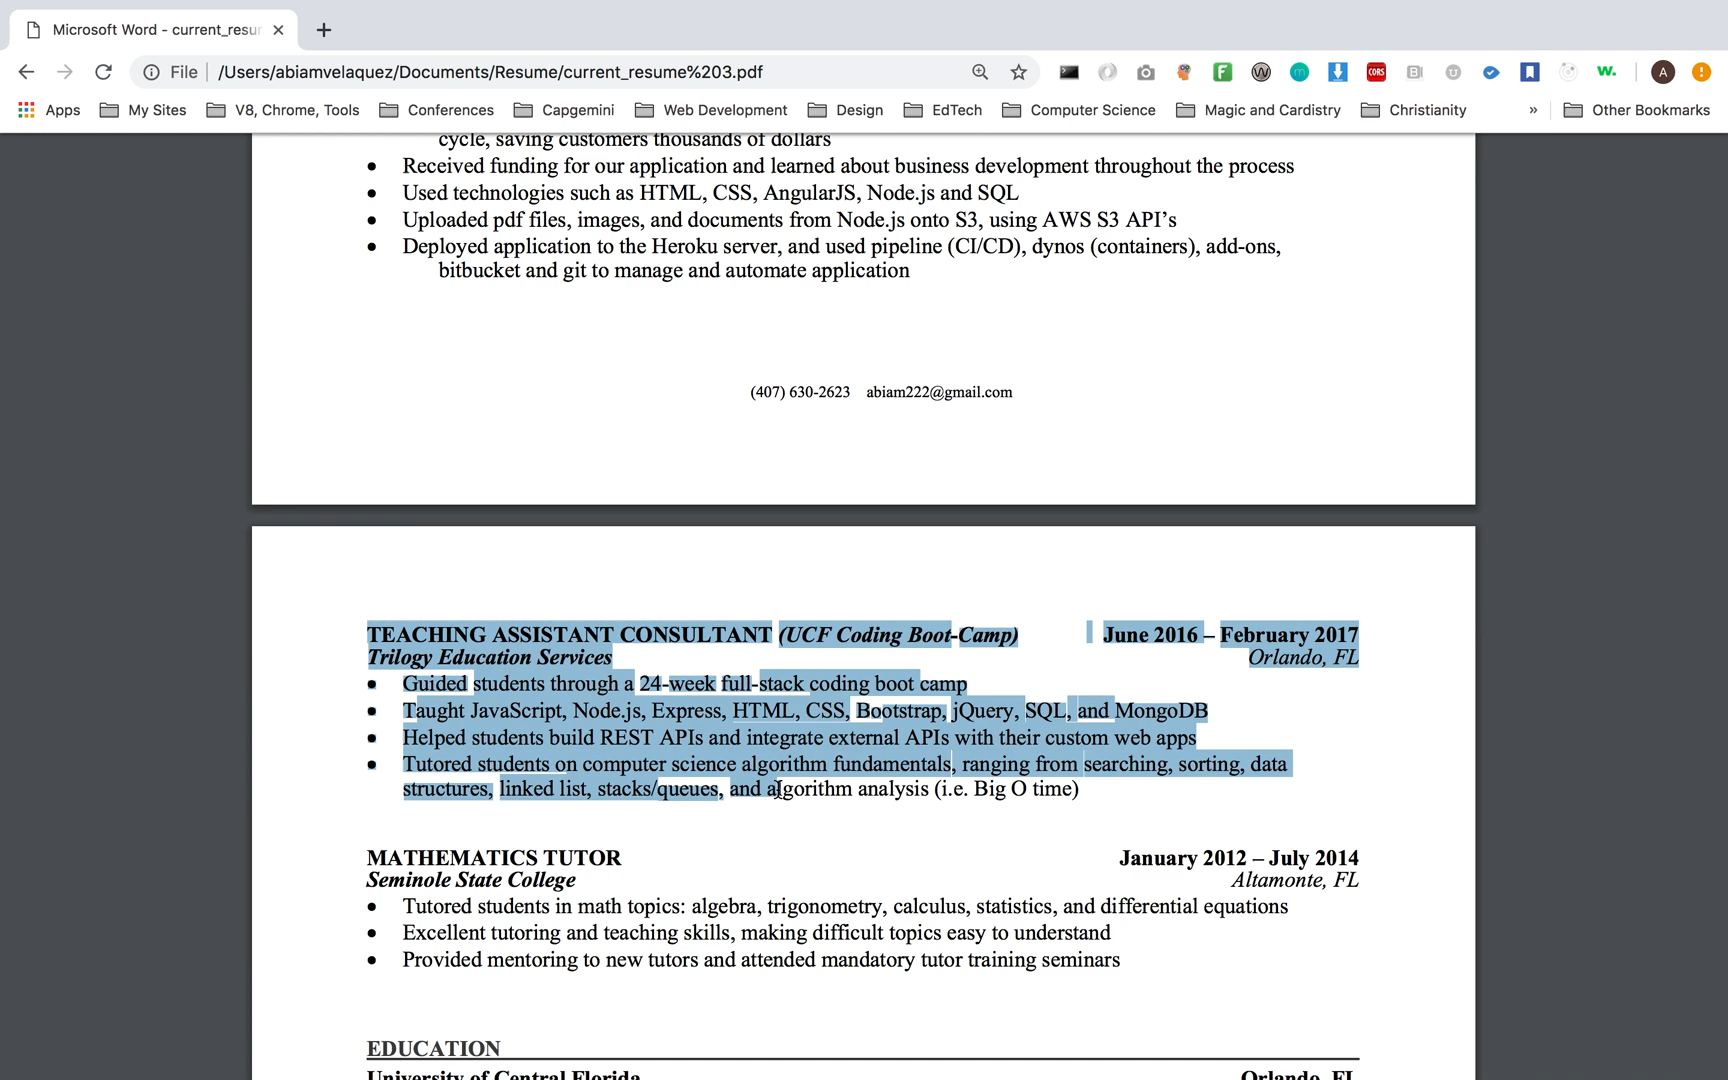 Microsoft Word - current_resu
File /Users/abiamvelaquez/Documents/Resume/current_resume%203.pdf
CORS
A
Apps My Sites V8, Chrome, Tools Conferences Capgemini Web Development Design EdTech Computer Science Magic and Cardistry Christianity » Other Bookmarks
cycle, saving customers thousands of dollars
• Received funding for our application and learned about business development throughout the process
• Used technologies such as HTML, CSS, AngularJS, Node.js and SQL
• Uploaded pdf files, images, and documents from Node.js onto S3, using AWS S3 API’s
• Deployed application to the Heroku server, and used pipeline (CI/CD), dynos (containers), add-ons,
bitbucket and git to manage and automate application
(407) 630-2623 abiam222@gmail.com
TEACHING ASSISTANT CONSULTANT (UCF Coding Boot-Camp) June 2016 – February 2017
Trilogy Education Services Orlando, FL
• Guided students through a 24-week full-stack coding boot camp
• Taught JavaScript, Node.js, Express, HTML, CSS, Bootstrap, jQuery, SQL, and MongoDB
• Helped students build REST APIs and integrate external APIs with their custom web apps
• Tutored students on computer science algorithm fundamentals, ranging from searching, sorting, data
structures, linked list, stacks/queues, and algorithm analysis (i.e. Big O time)
MATHEMATICS TUTOR January 2012 – July 2014
Seminole State College Altamonte, FL
• Tutored students in math topics: algebra, trigonometry, calculus, statistics, and differential equations
• Excellent tutoring and teaching skills, making difficult topics easy to understand
• Provided mentoring to new tutors and attended mandatory tutor training seminars
EDUCATION
University of Central Florida Orlando, FL